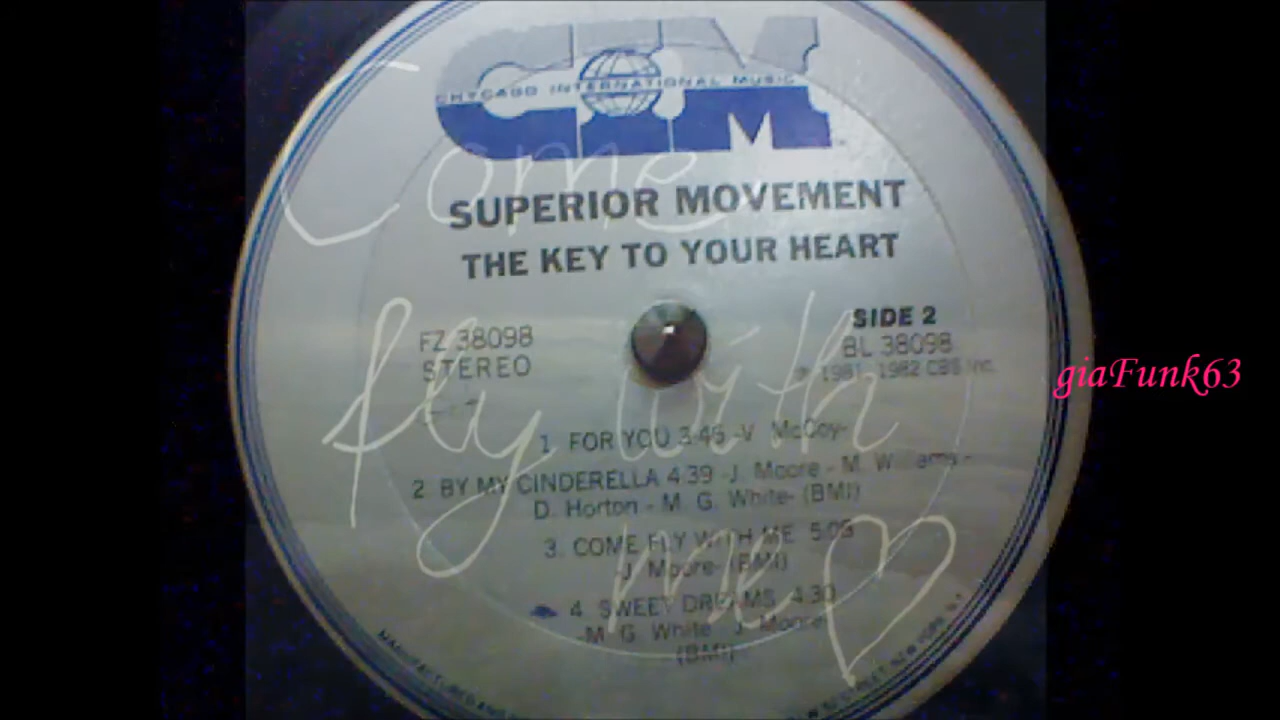 CIM
CHYCAGO INTERNATIONAL MUSIC
Come
SUPERIOR MOVEMENT
THE KEY TO YOUR HEART
FZ 38098
STEREO
SIDE 2
BL 38098
1981, 1982 CBS Inc.
giaFunk63
fly with
1. FOR YOU 3:46 -V. McCoy-
2. BY MY CINDERELLA 4:39 -J. Moore - M. Williams -
D. Horton - M. G. White- (BMI)
3. COME FLY WITH ME 5:09
-J. Moore- (BMI)
me
4. SWEET DREAMS 4:30
-M. G. White J. Moore
(BMI)
MANUFACTURED AND